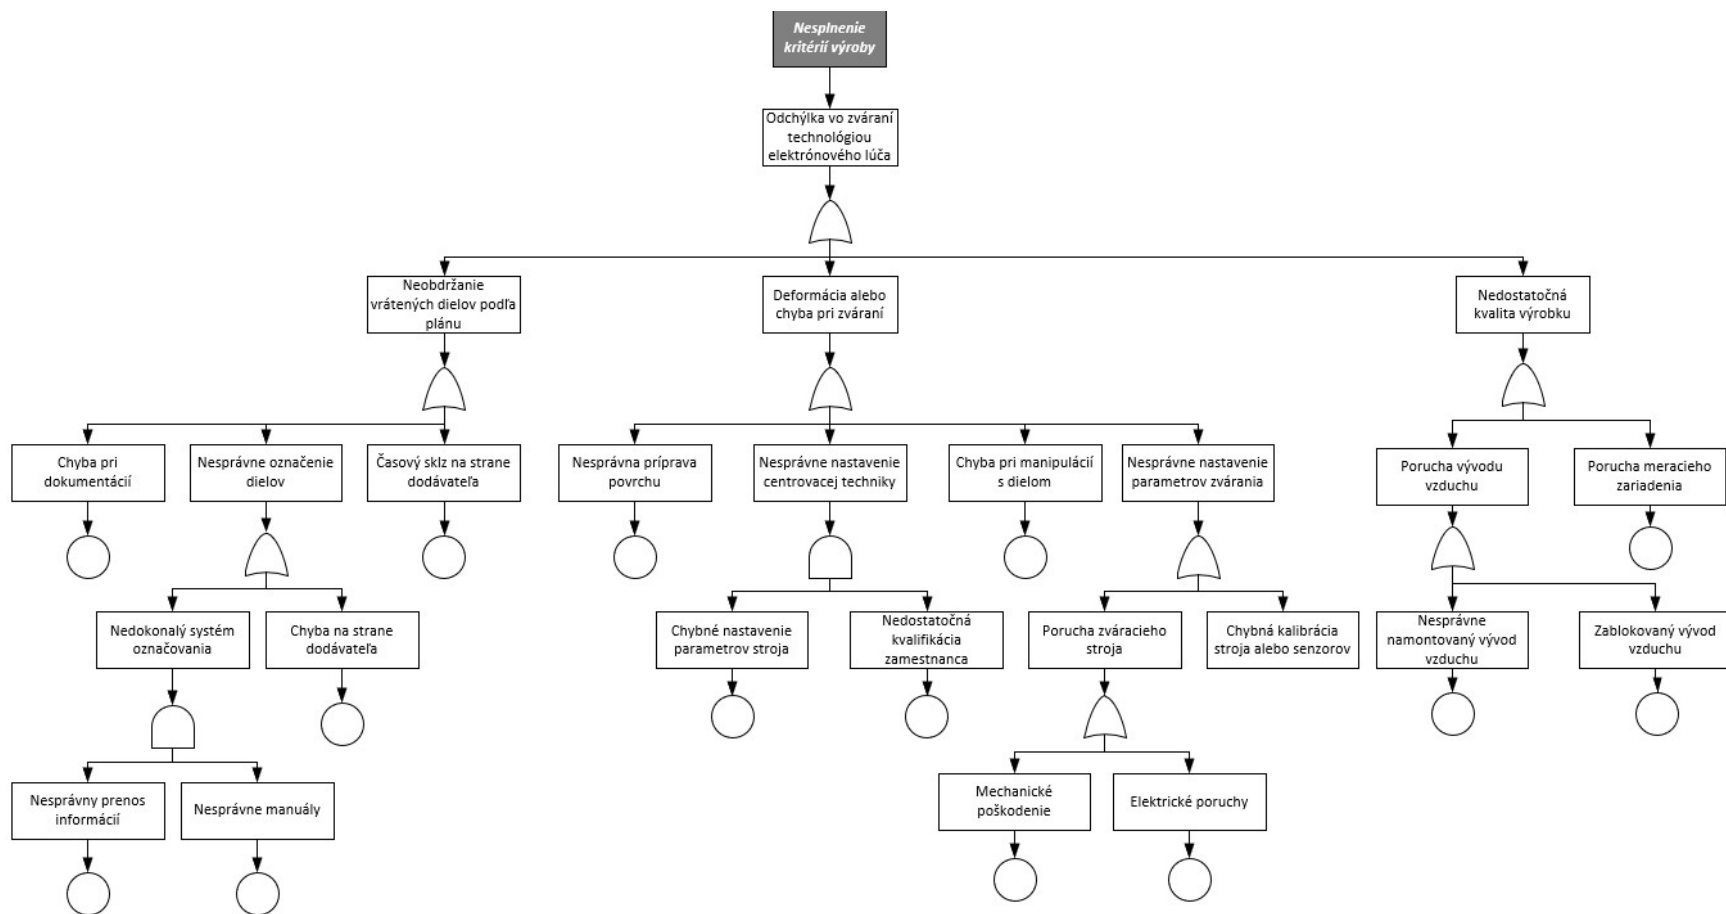 Nesplnenie
kritérií výroby
Odchýlka vo zváraní
technológiou
elektrónového lúča
Neobdržanie
vrátených dielov podľa
plánu
Deformácia alebo
chyba pri zváraní
Nedostatočná
kvalita výrobku
Chyba pri
dokumentácií
Nesprávne označenie
dielov
Časový sklz na strane
dodávateľa
Nesprávna príprava
povrchu
Nesprávne nastavenie
centrovacej techniky
Chyba pri manipulácií
s dielom
Nesprávne nastavenie
parametrov zvárania
Porucha vývodu
vzduchu
Porucha meracieho
zariadenia
Nedokonalý systém
označovania
Chyba na strane
dodávateľa
Chybné nastavenie
parametrov stroja
Nedostatočná
kvalifikácia
zamestnanca
Porucha zváracieho
stroja
Chybná kalibrácia
stroja alebo senzorov
Nesprávne
namontovaný vývod
vzduchu
Zablokovaný vývod
vzduchu
Nesprávny prenos
informácií
Nesprávne manuály
Mechanické
poškodenie
Elektrické poruchy